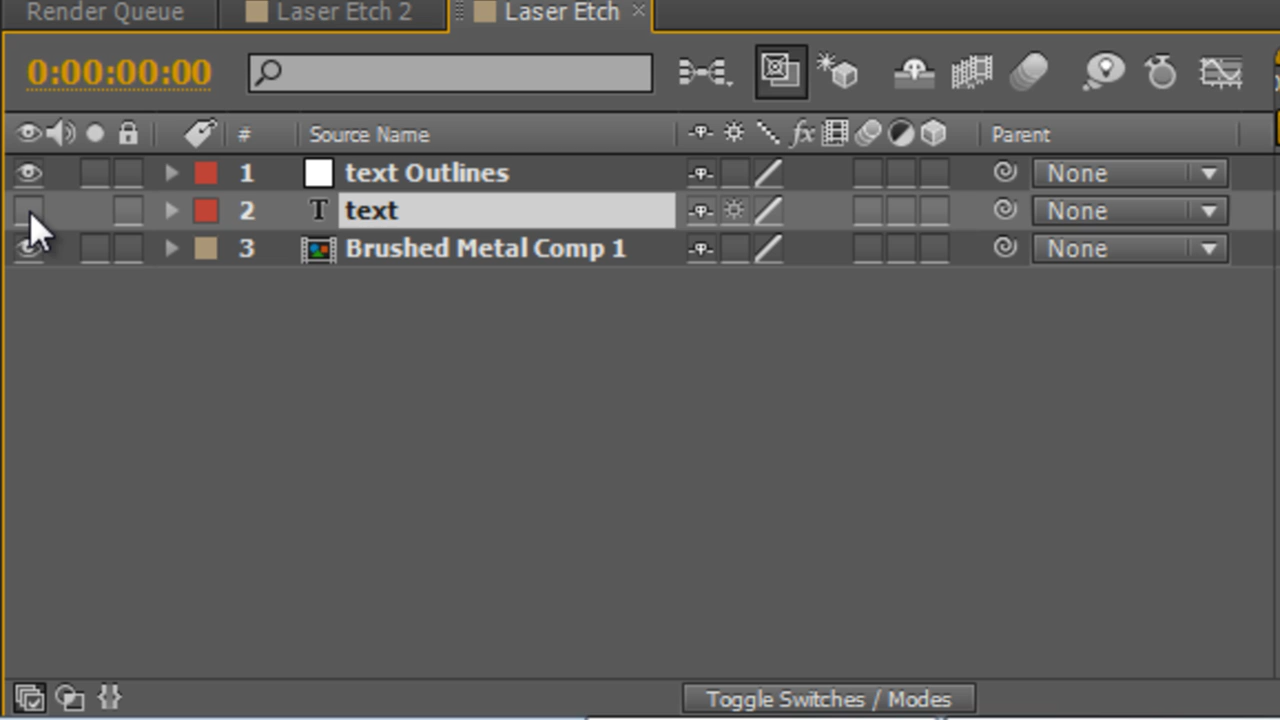 Render Queue Laser Etch 2 Laser Etch ×
0:00:00:00
# Source Name fx Parent
1 text Outlines None
2 T text None
3 Brushed Metal Comp 1 None
Toggle Switches / Modes